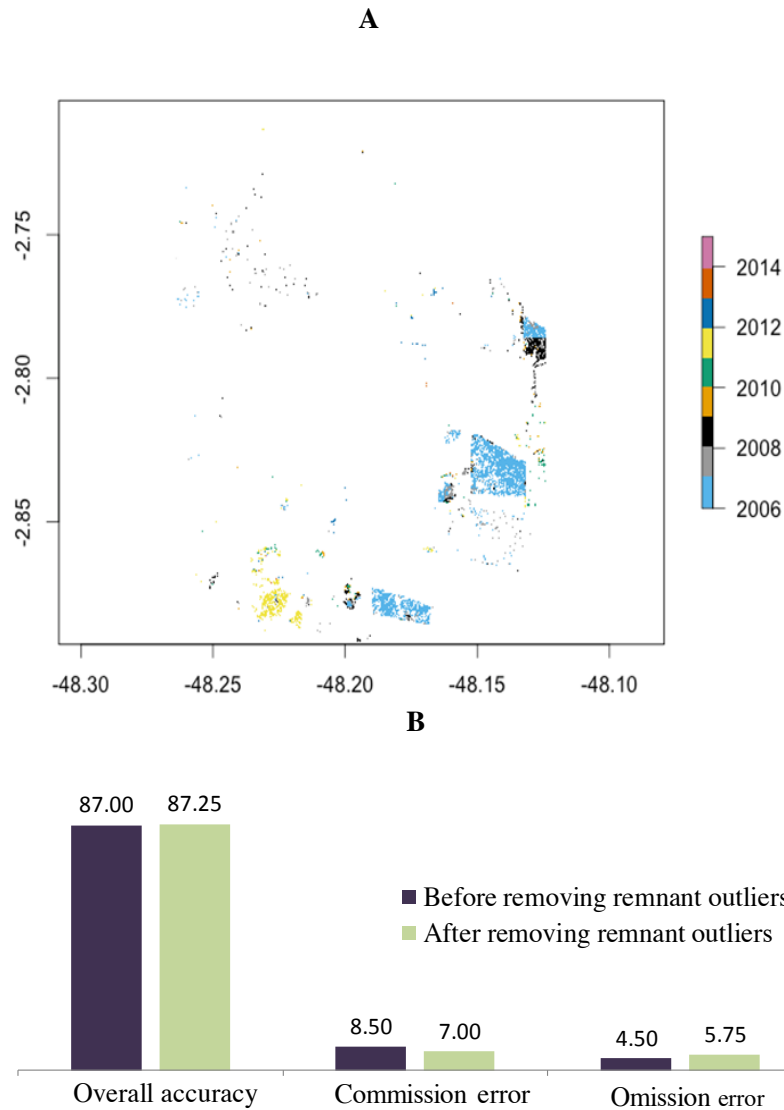 A
-2.75
-2.80
-2.85
-48.30 -48.25 -48.20 -48.15 -48.10
2014
2012
2010
2008
2006
B
87.00 87.25
Before removing remnant outliers
After removing remnant outliers
8.50 7.00
4.50 5.75
Overall accuracy Commission error Omission error